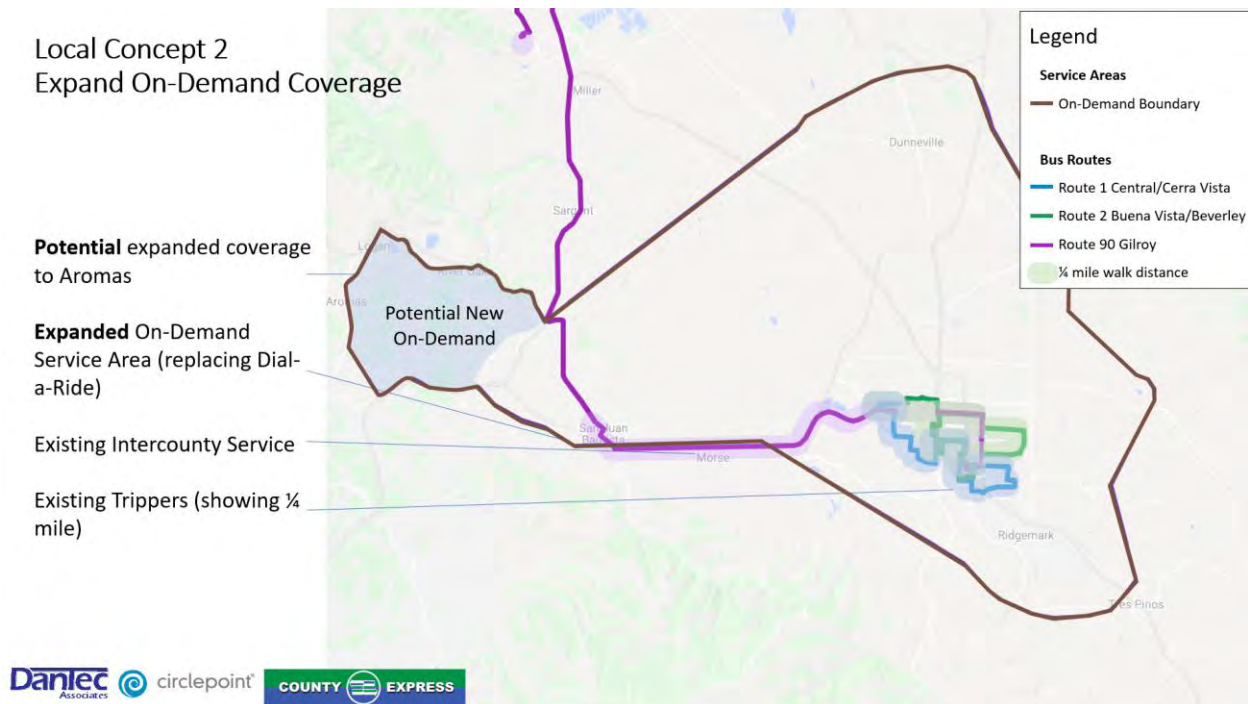 Local Concept 2
Expand On-Demand Coverage
Potential expanded coverage
to Aromas
Expanded On-Demand
Service Area (replacing Dial-
a-Ride)
Existing Intercounty Service
Existing Trippers (showing ¼
mile)
Miller
Dunneville
Sargent
Logan
River Oaks
Aromas
Potential New
On-Demand
San Juan
Bautista
Morse
Ridgemark
Tres Pinos
Legend
Service Areas
On-Demand Boundary
Bus Routes
Route 1 Central/Cerra Vista
Route 2 Buena Vista/Beverley
Route 90 Gilroy
¼ mile walk distance
Dantec
Associates
circlepoint
COUNTY EXPRESS